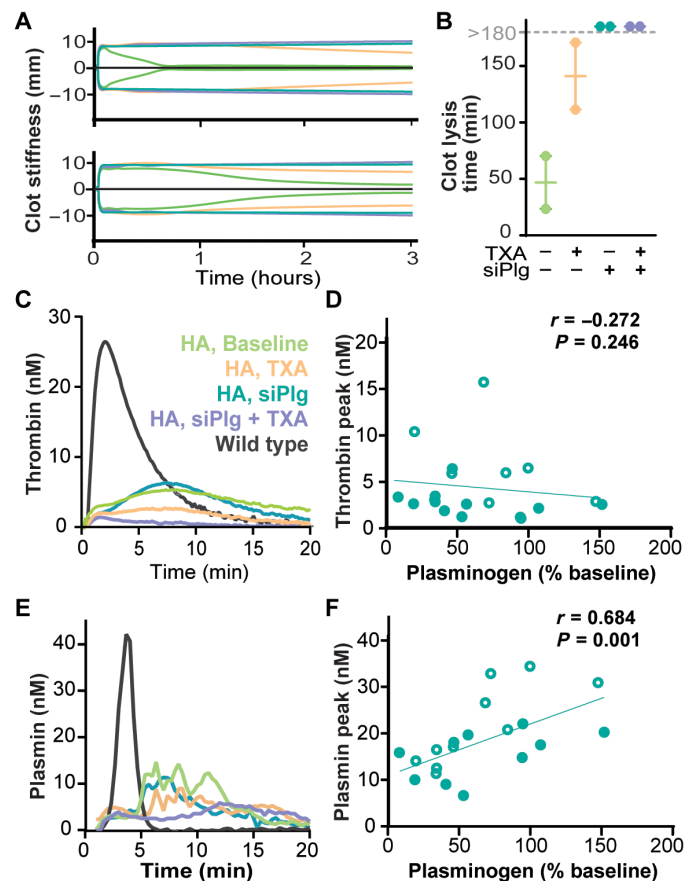 A
Clot stiffness (mm)
10
0
−10
0
1
2
3
10
0
−10
0
1
2
3
Time (hours)
B
Clot lysis
time (min)
>180
150
100
50
0
TXA – + – +
siPlg – – + +
C
Thrombin (nM)
30
20
10
0
0 5 10 15 20
Time (min)
HA, Baseline
HA, TXA
HA, siPlg
HA, siPlg + TXA
Wild type
D
r = –0.272
P = 0.246
Thrombin peak (nM)
20
15
10
5
0
0 50 100 150 200
Plasminogen (% baseline)
E
Plasmin (nM)
40
30
20
10
0
0 5 10 15 20
Time (min)
F
r = 0.684
P = 0.001
Plasmin peak (nM)
40
30
20
10
0
0 50 100 150 200
Plasminogen (% baseline)